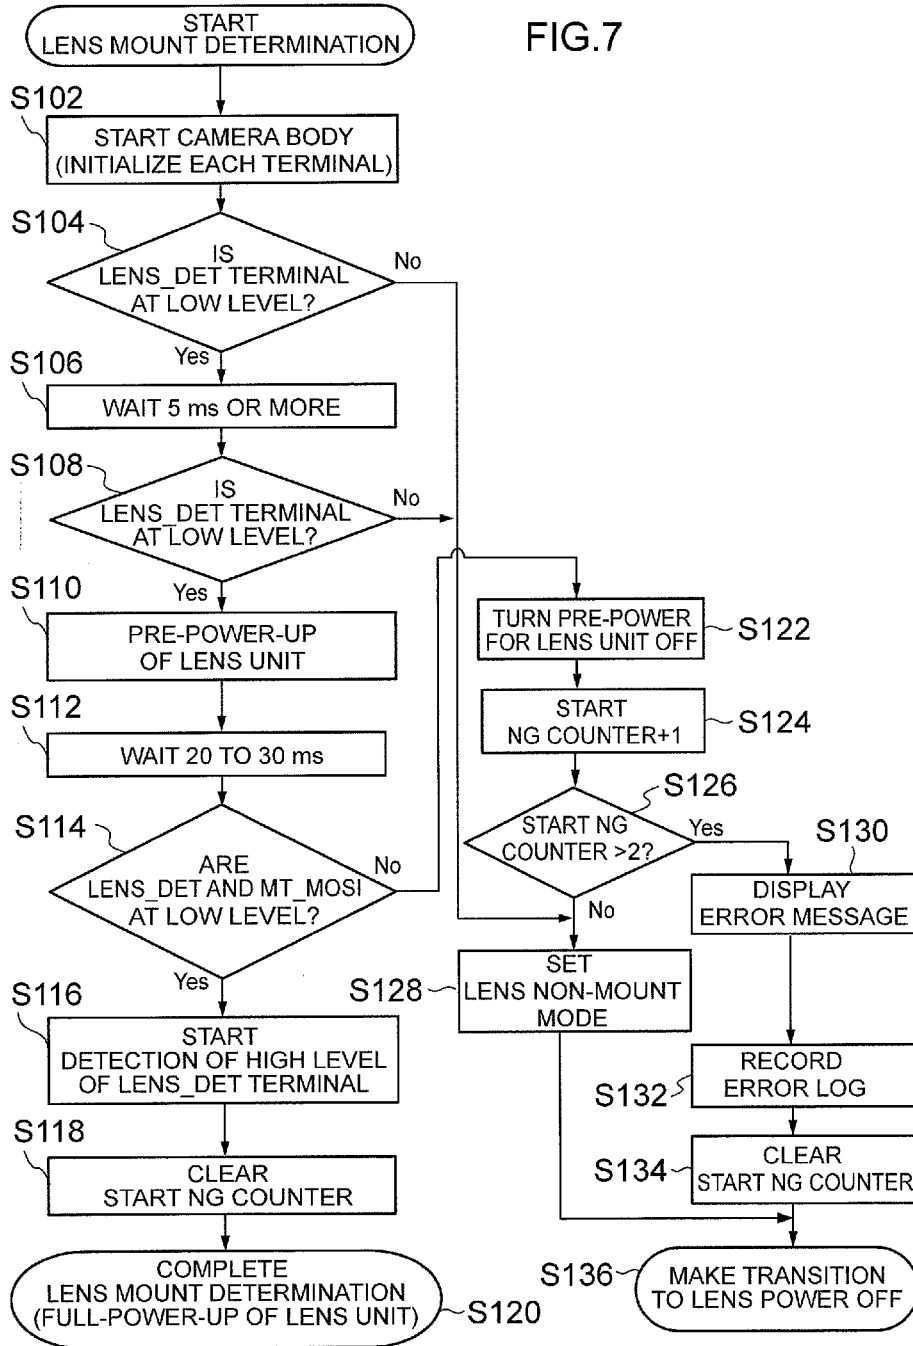 START
LENS MOUNT DETERMINATION
FIG.7
S102
START CAMERA BODY
(INITIALIZE EACH TERMINAL)
S104
IS
LENS_DET TERMINAL
AT LOW LEVEL?
No
Yes
S106
WAIT 5 ms OR MORE
S108
IS
LENS_DET TERMINAL
AT LOW LEVEL?
No
Yes
S110
PRE-POWER-UP
OF LENS UNIT
S112
WAIT 20 TO 30 ms
S114
ARE
LENS_DET AND MT_MOSI
AT LOW LEVEL?
No
Yes
S116
START
DETECTION OF HIGH LEVEL
OF LENS_DET TERMINAL
S118
CLEAR
START NG COUNTER
COMPLETE
LENS MOUNT DETERMINATION
(FULL-POWER-UP OF LENS UNIT)
S120
TURN PRE-POWER
FOR LENS UNIT OFF
S122
START
NG COUNTER+1
S124
S126
START NG
COUNTER >2?
Yes
No
S128
SET
LENS NON-MOUNT
MODE
S130
DISPLAY
ERROR MESSAGE
S132
RECORD
ERROR LOG
S134
CLEAR
START NG COUNTER
S136
MAKE TRANSITION
TO LENS POWER OFF